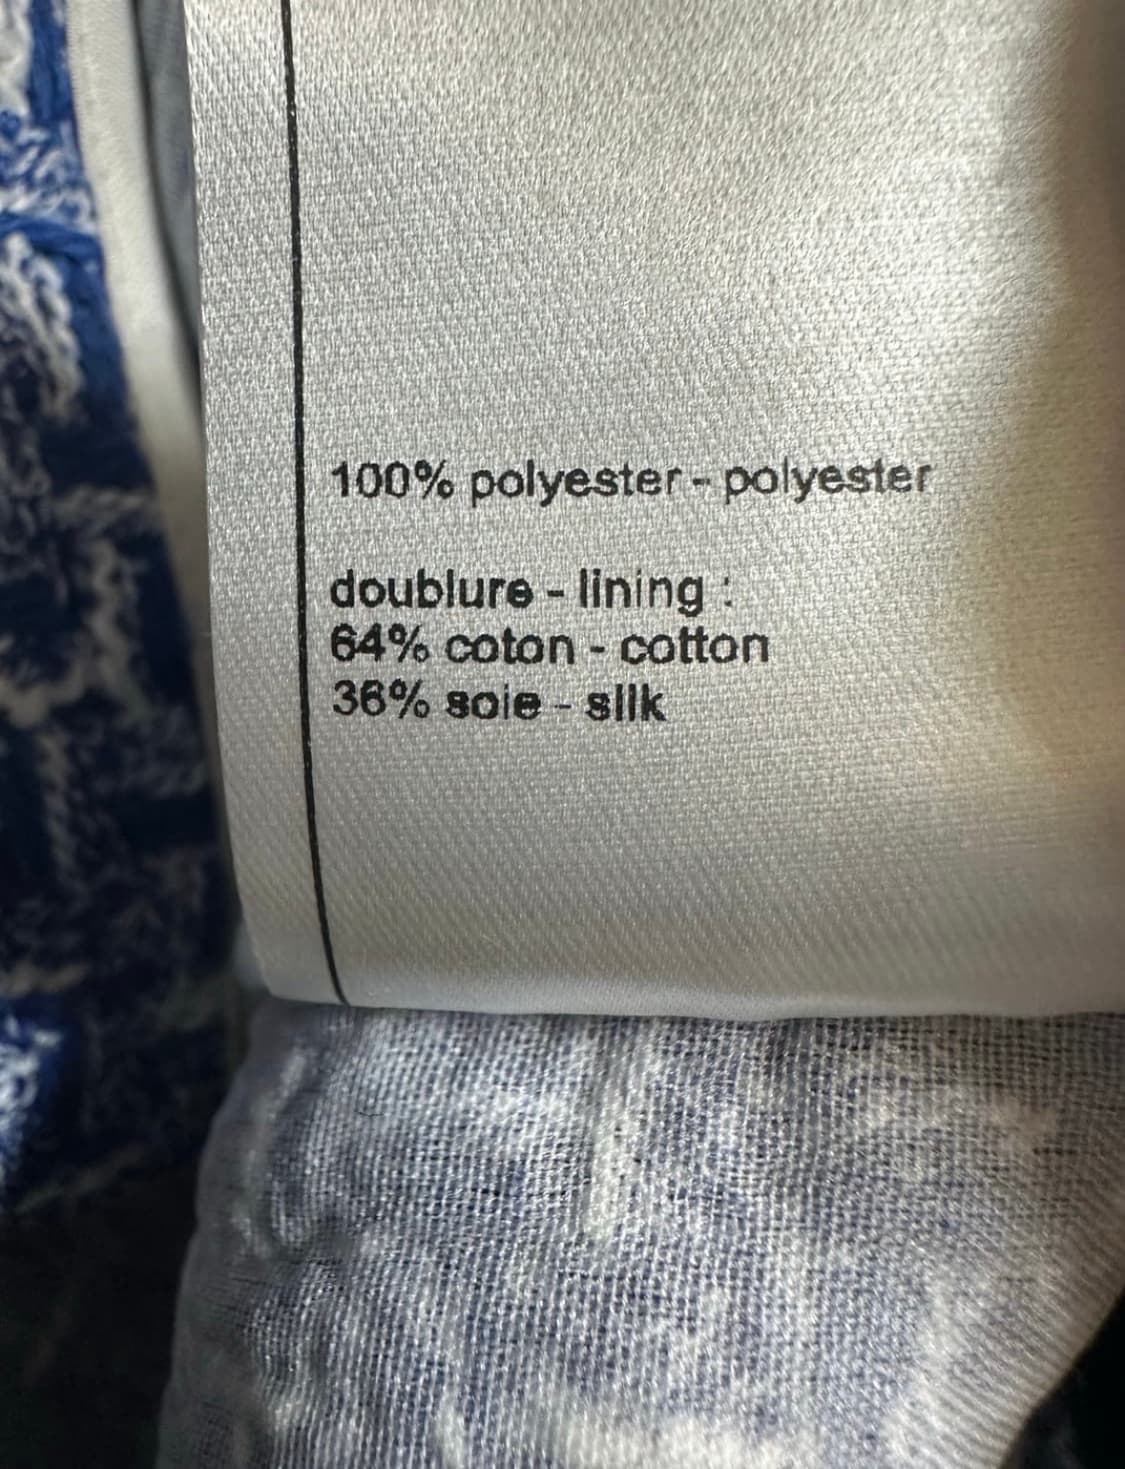 100% polyester - polyester
doublure - lining :
64% coton - cotton
36% soie - silk